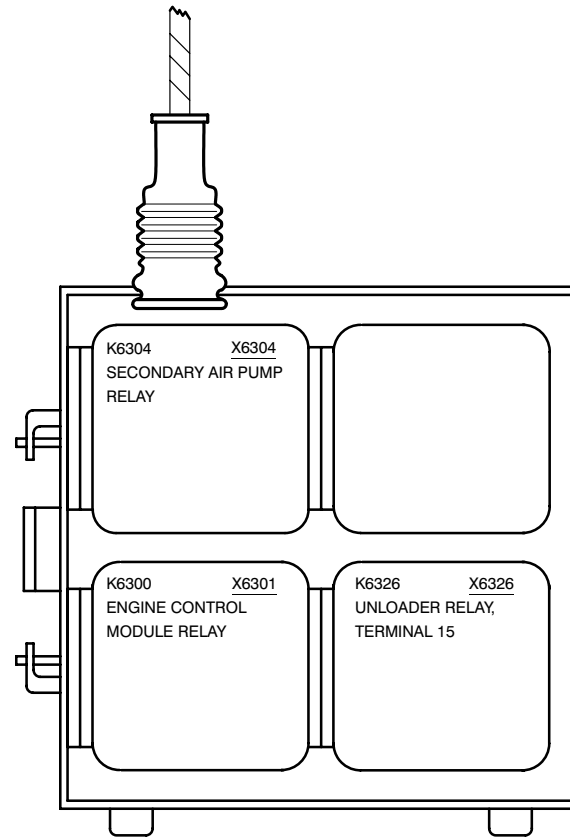 K6304 X6304
SECONDARY AIR PUMP
RELAY
K6300 X6301
ENGINE CONTROL
MODULE RELAY
K6326 X6326
UNLOADER RELAY,
TERMINAL 15